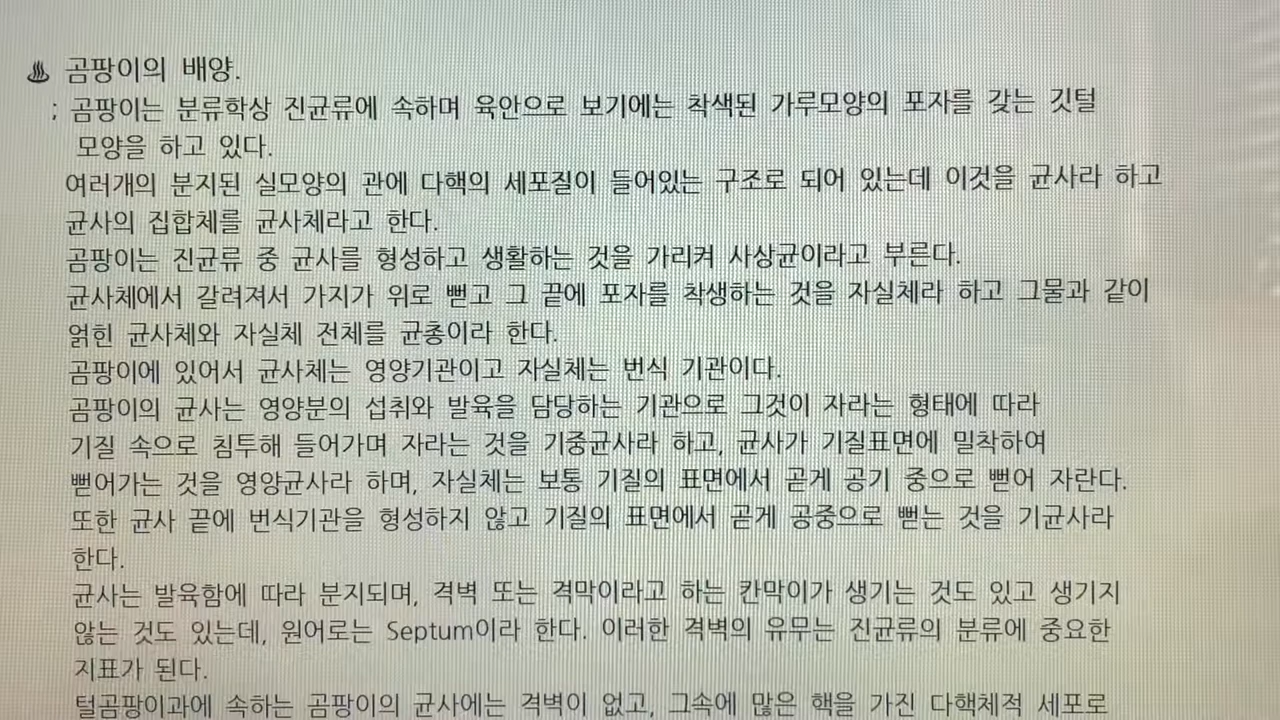 ♨ 곰팡이의 배양.
; 곰팡이는 분류학상 진균류에 속하며 육안으로 보기에는 착색된 가루모양의 포자를 갖는 깃털
모양을 하고 있다.
여러개의 분지된 실모양의 관에 다핵의 세포질이 들어있는 구조로 되어 있는데 이것을 균사라 하고
균사의 집합체를 균사체라고 한다.
곰팡이는 진균류 중 균사를 형성하고 생활하는 것을 가리켜 사상균이라고 부른다.
균사체에서 갈려져서 가지가 위로 뻗고 그 끝에 포자를 착생하는 것을 자실체라 하고 그물과 같이
얽힌 균사체와 자실체 전체를 균총이라 한다.
곰팡이에 있어서 균사체는 영양기관이고 자실체는 번식 기관이다.
곰팡이의 균사는 영양분의 섭취와 발육을 담당하는 기관으로 그것이 자라는 형태에 따라
기질 속으로 침투해 들어가며 자라는 것을 기중균사라 하고, 균사가 기질표면에 밀착하여
뻗어가는 것을 영양균사라 하며, 자실체는 보통 기질의 표면에서 곧게 공기 중으로 뻗어 자란다.
또한 균사 끝에 번식기관을 형성하지 않고 기질의 표면에서 곧게 공중으로 뻗는 것을 기균사라
한다.
균사는 발육함에 따라 분지되며, 격벽 또는 격막이라고 하는 칸막이가 생기는 것도 있고 생기지
않는 것도 있는데, 원어로는 Septum이라 한다. 이러한 격벽의 유무는 진균류의 분류에 중요한
지표가 된다.
털곰팡이과에 속하는 곰팡이의 균사에는 격벽이 없고, 그속에 많은 핵을 가진 다핵체적 세포로